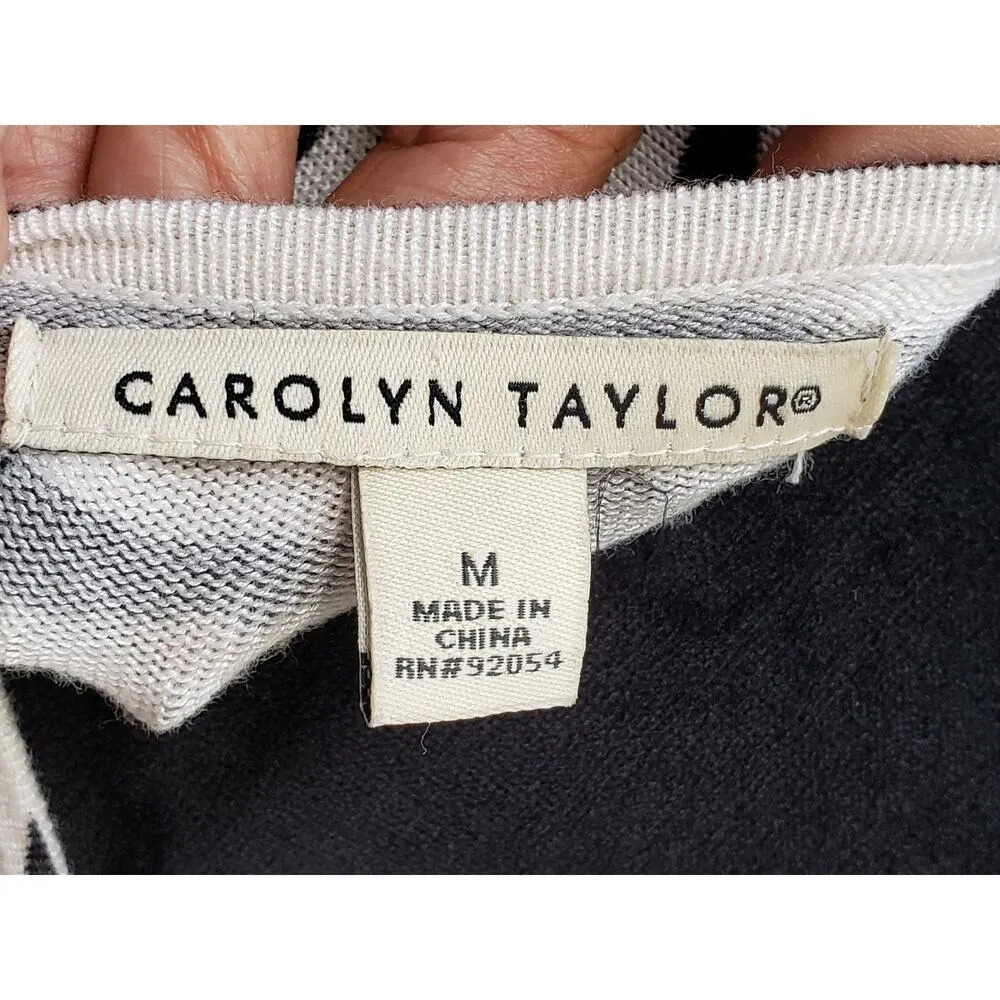 CAROLYN TAYLOR®
M
MADE IN
CHINA
RN#92054